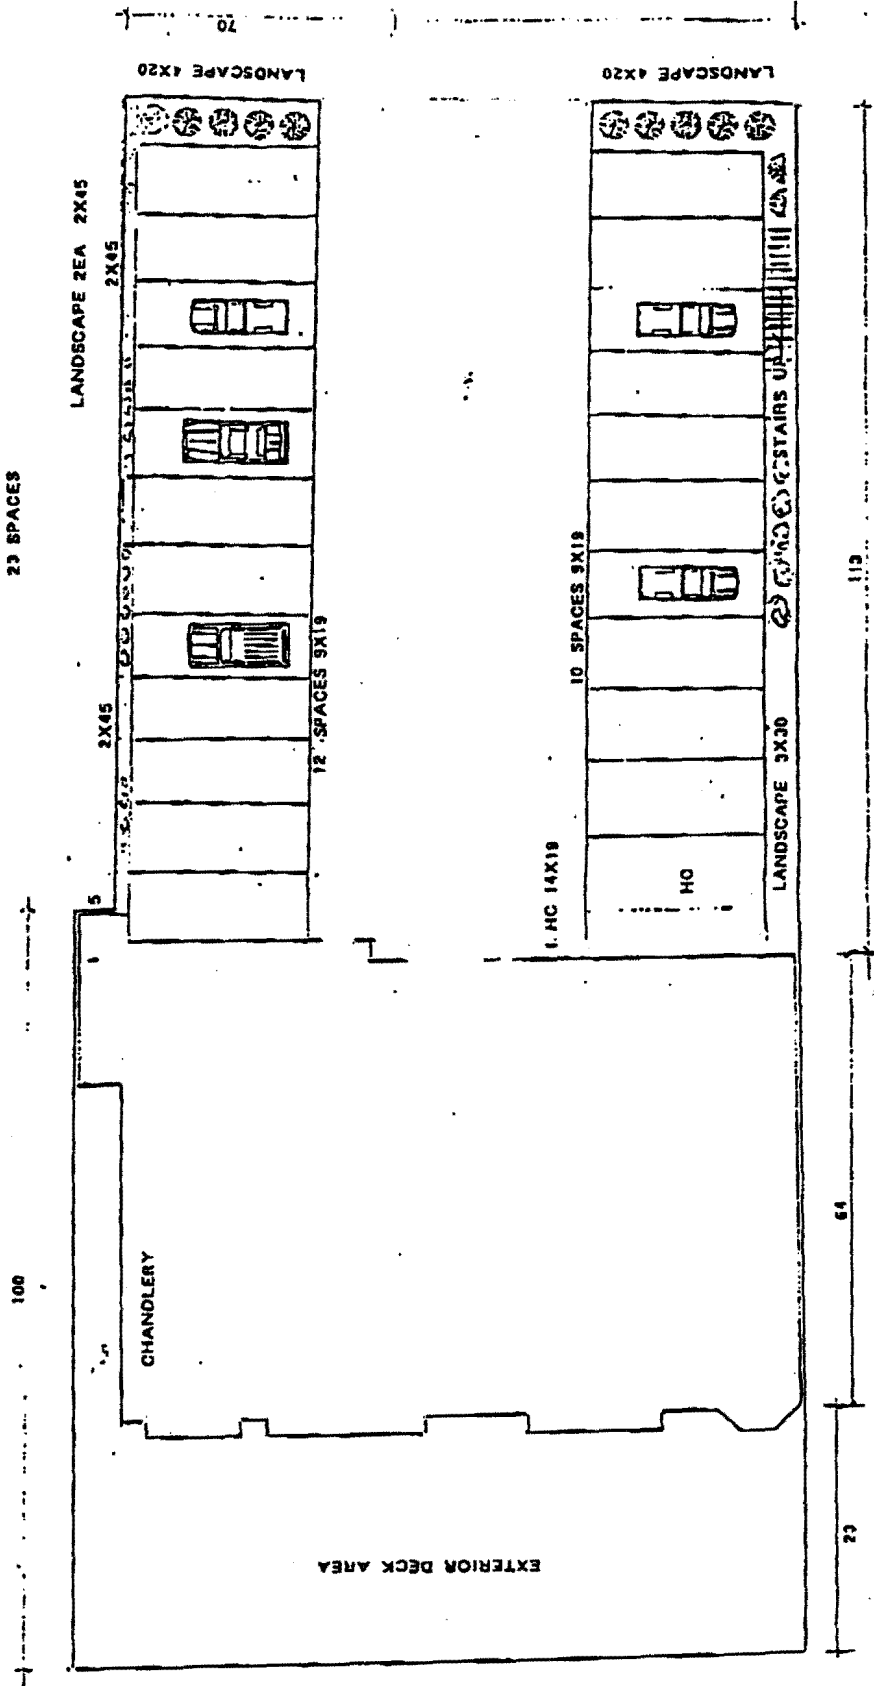 70
LANDSCAPE 4X20
LANDSCAPE 4X20
LANDSCAPE 2EA 2X45
2X45
23 SPACES
STAIRS UP
113
10 SPACES 9X19
12 SPACES 9X19
2X45
LANDSCAPE 3X30
1. HC 14X19
HC
5
100
64
CHANDLERY
23
EXTERIOR DECK AREA